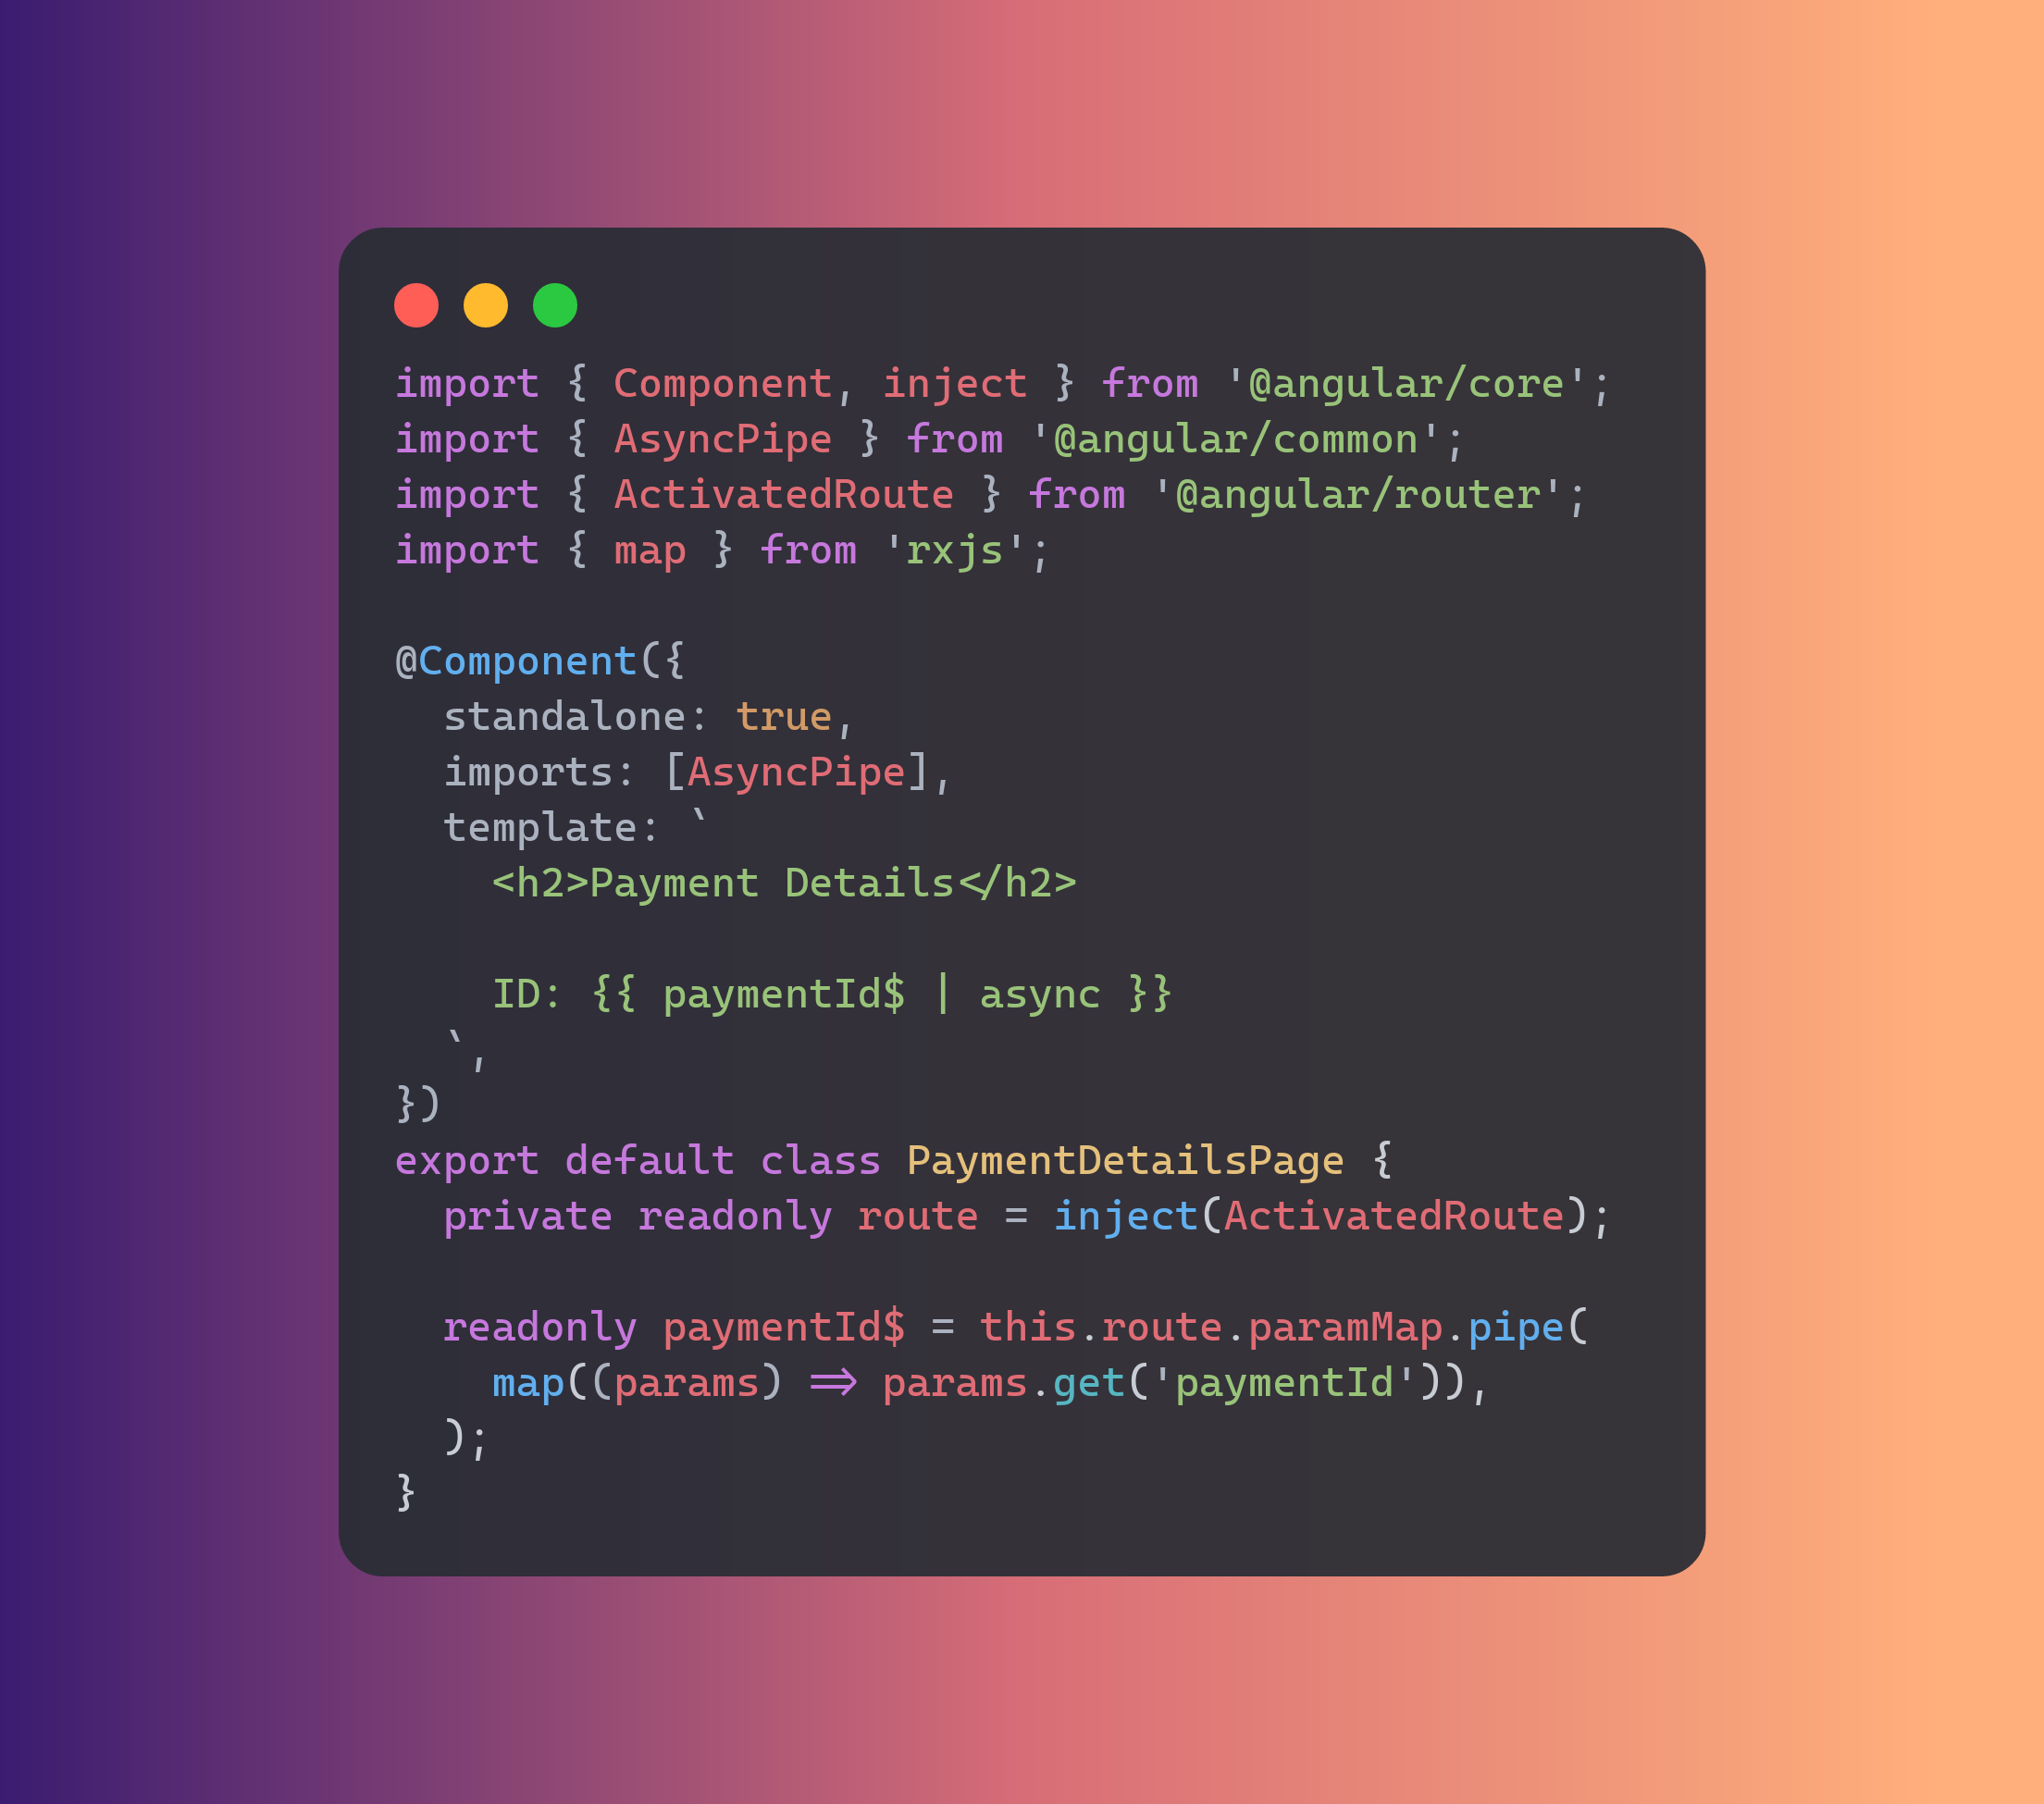 import { Component, inject } from '@angular/core';
import { AsyncPipe } from '@angular/common';
import { ActivatedRoute } from '@angular/router';
import { map } from 'rxjs';

@Component({
  standalone: true,
  imports: [AsyncPipe],
  template: `
    <h2>Payment Details</h2>

    ID: {{ paymentId$ | async }}
  `,
})
export default class PaymentDetailsPage {
  private readonly route = inject(ActivatedRoute);

  readonly paymentId$ = this.route.paramMap.pipe(
    map((params) => params.get('paymentId')),
  );
}